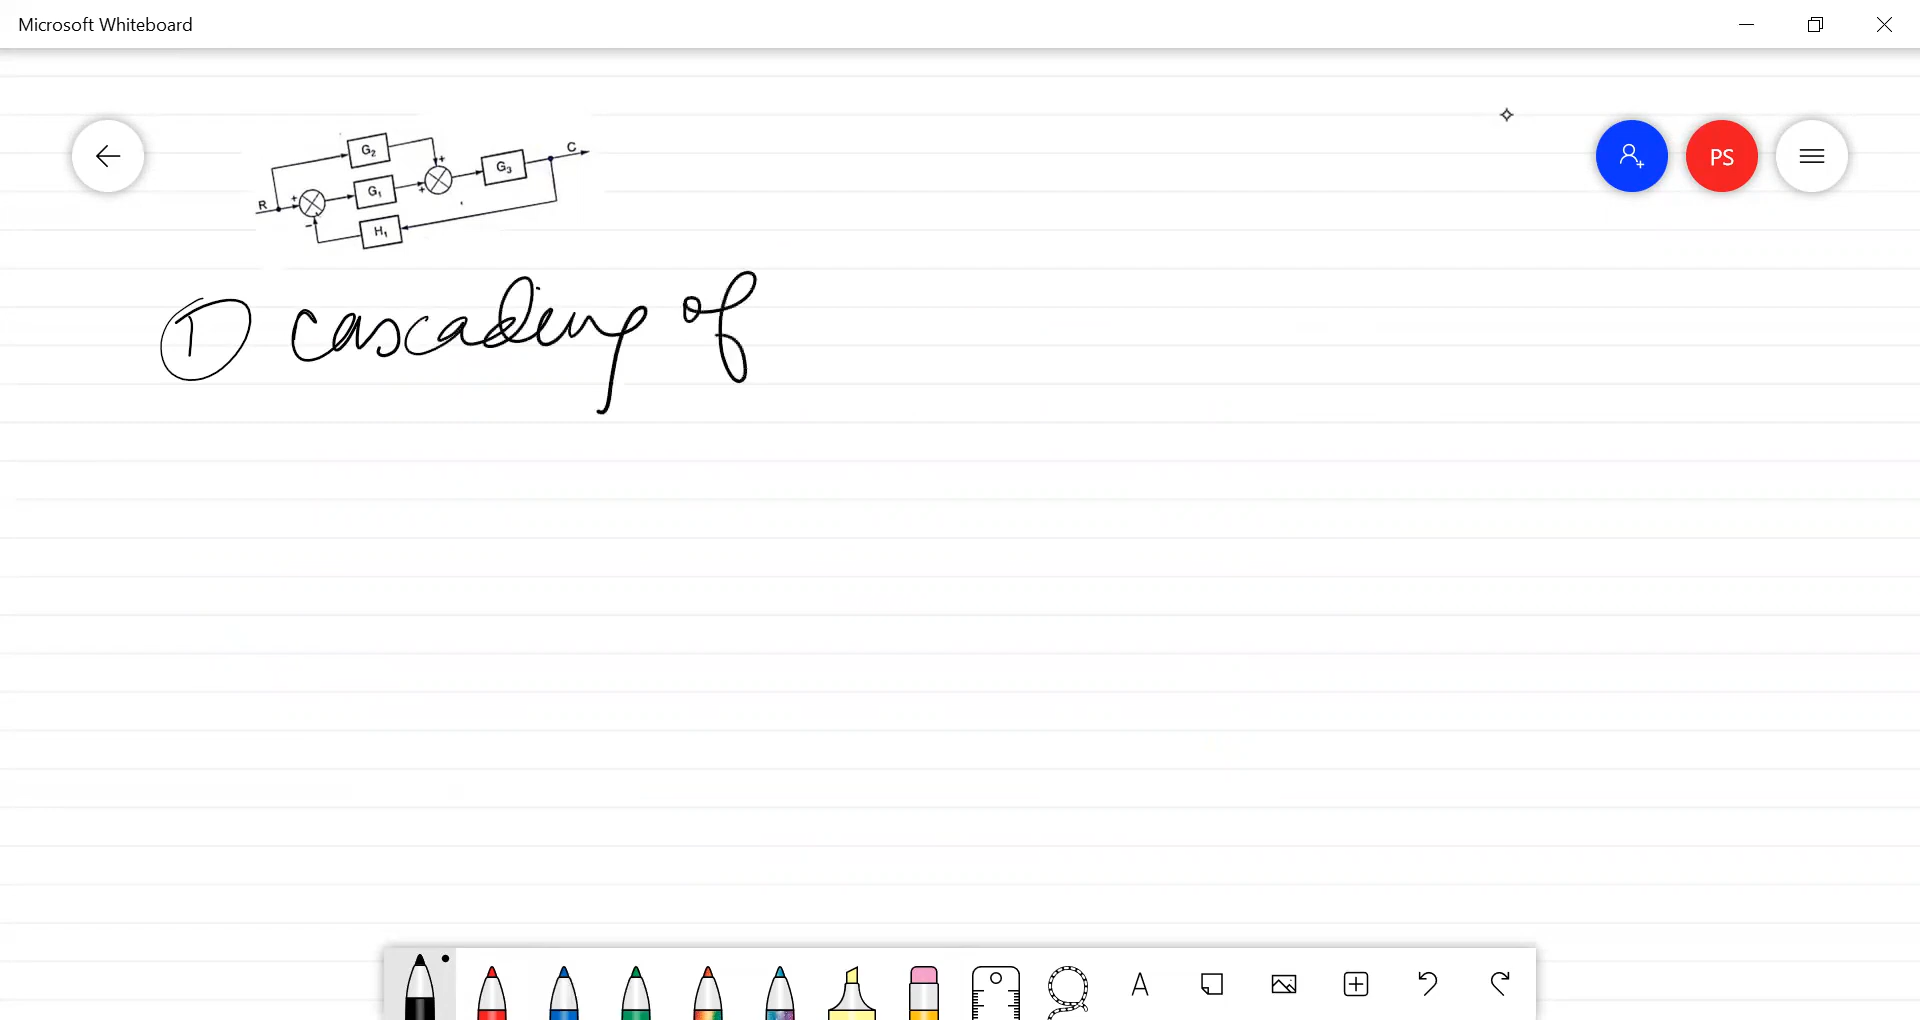 Microsoft Whiteboard
G₂
C
+
G₃
G₁
+
R
+
PS
-
H₁
① cascading of
A